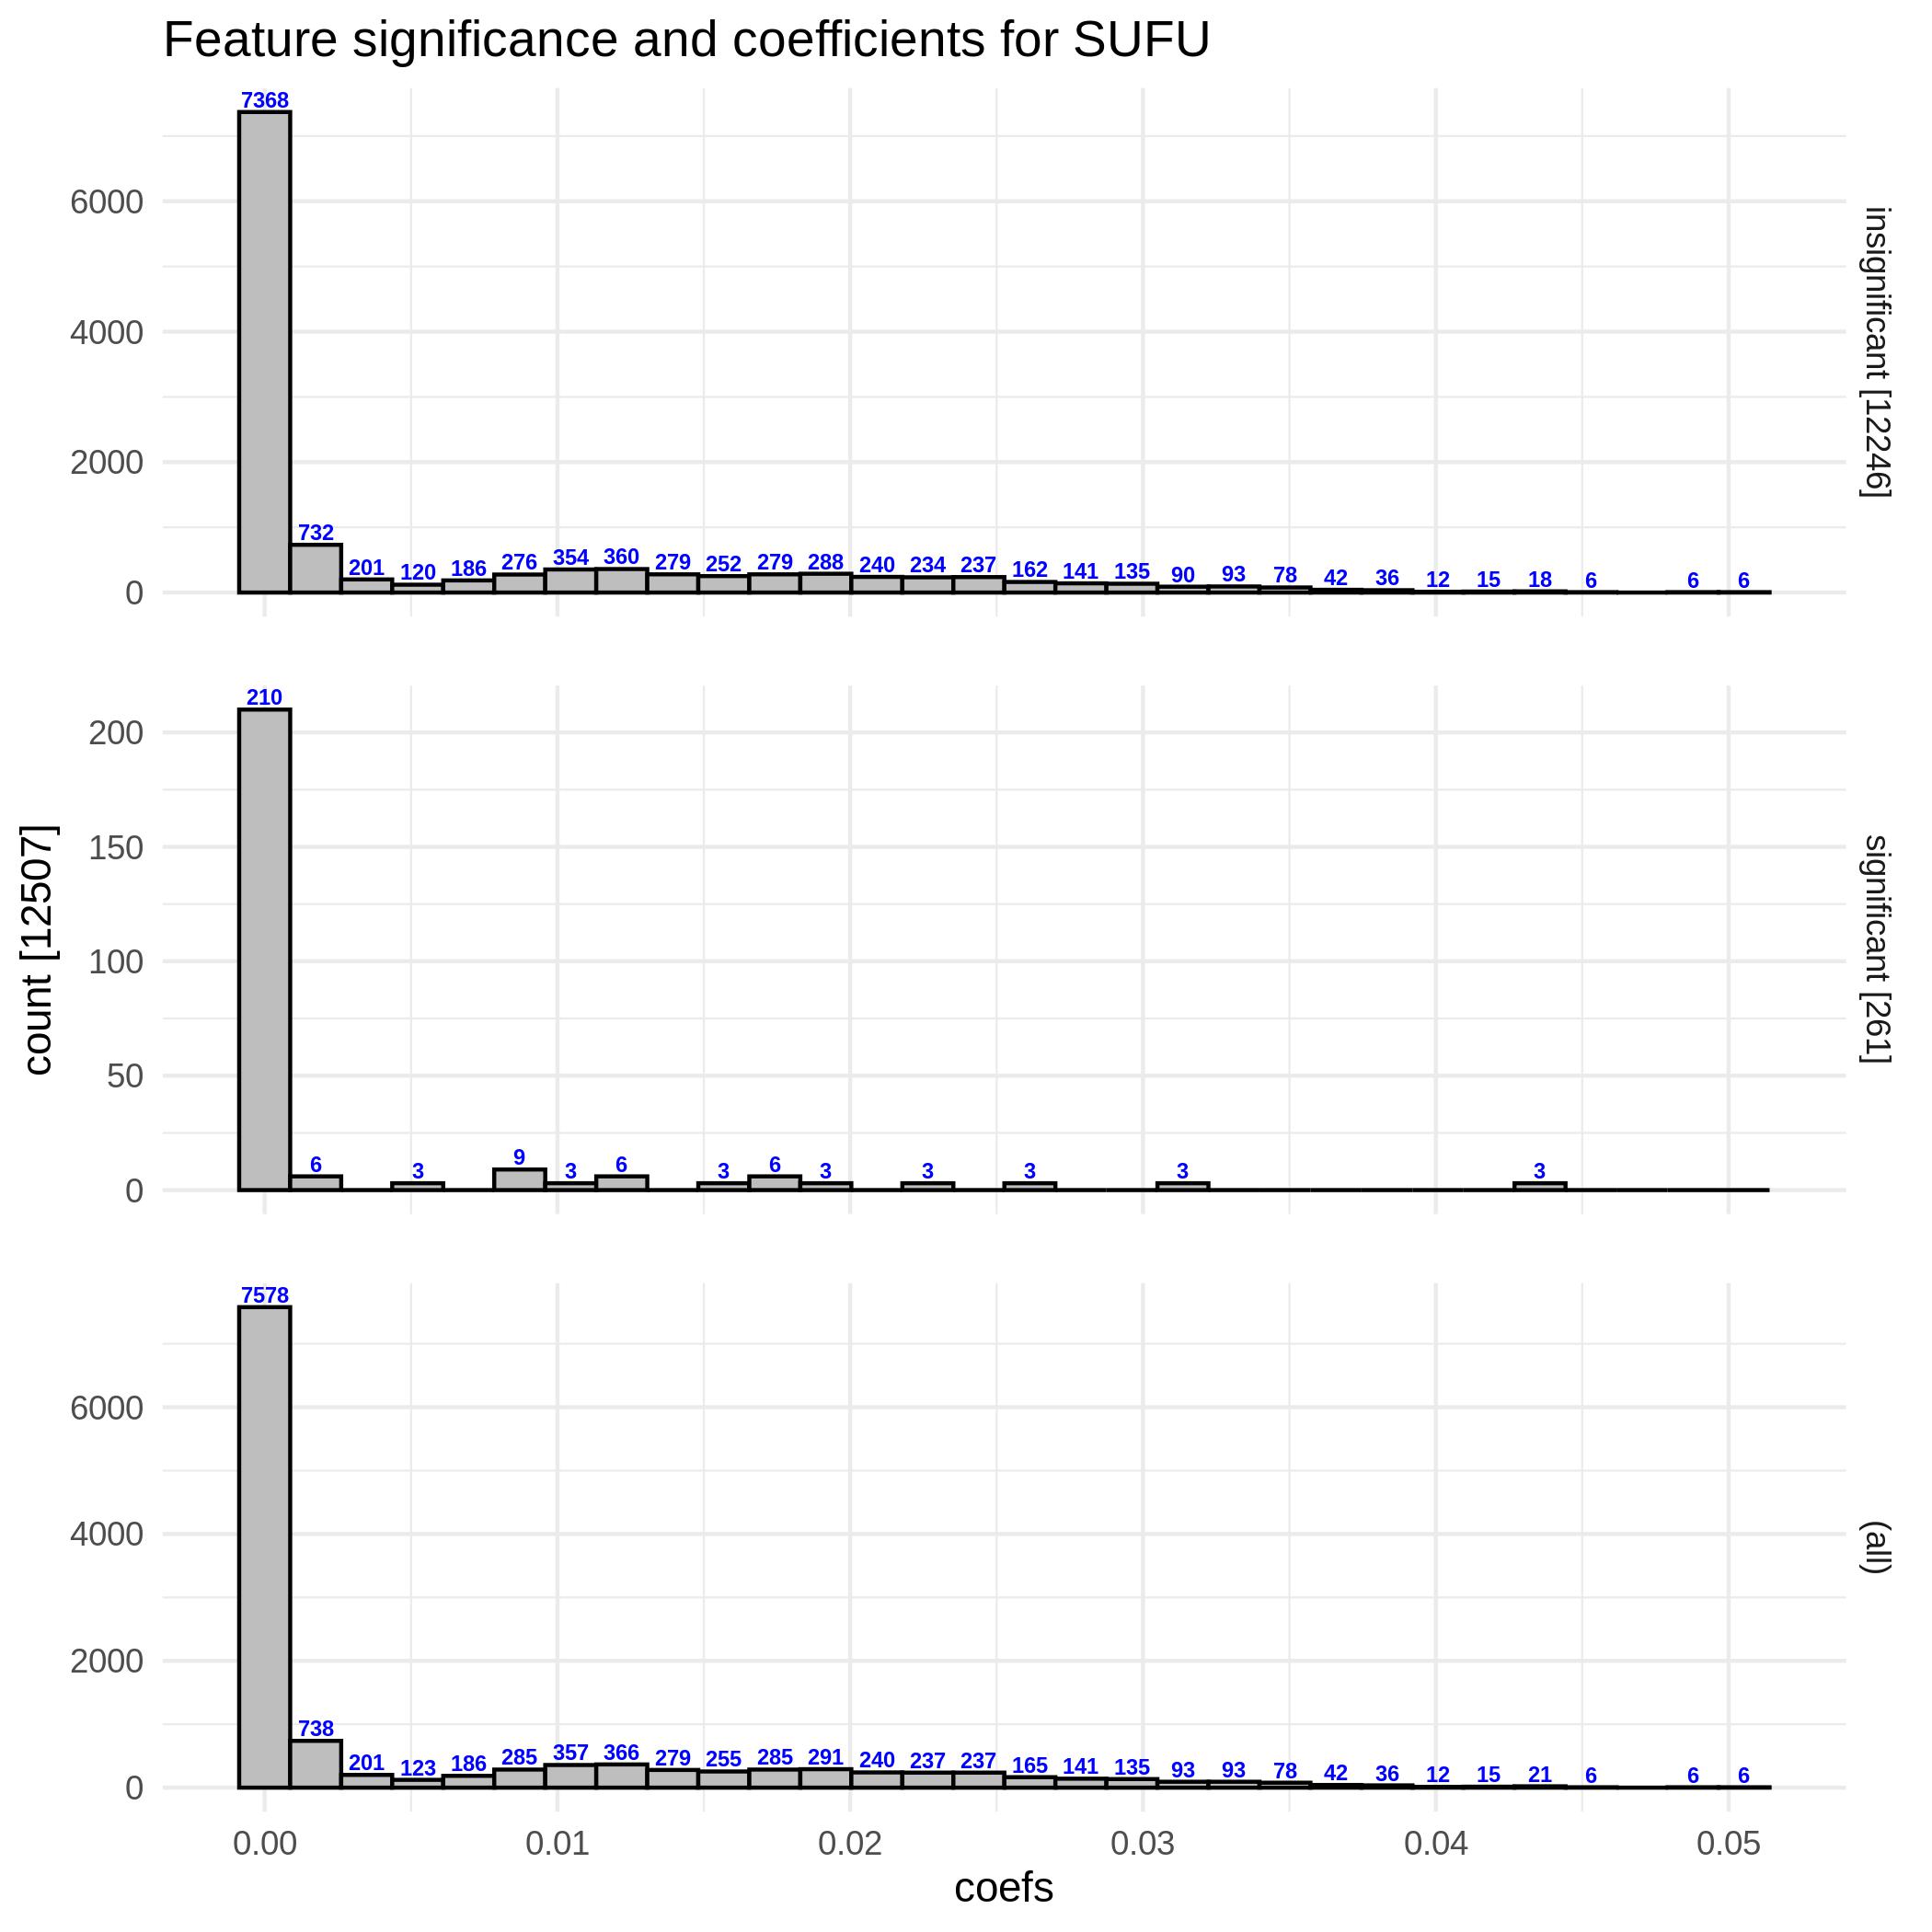 Feature significance and coefficients for SUFU
7368
6000
4000
2000
0
732 201 120 186 276 354 360 279 252 279 288 240 234 237 162 141 135 90 93 78 42 36 12 15 18 6 6 6
insignificant [12246]
count [12507]
210
200
150
100
50
0
6 3 9 3 6 3 6 3 3 3 3 3
significant [261]
7578
6000
4000
2000
0
738 201 123 186 285 357 366 279 255 285 291 240 237 237 165 141 135 93 93 78 42 36 12 15 21 6 6 6
(all)
0.00 0.01 0.02 0.03 0.04 0.05
coefs